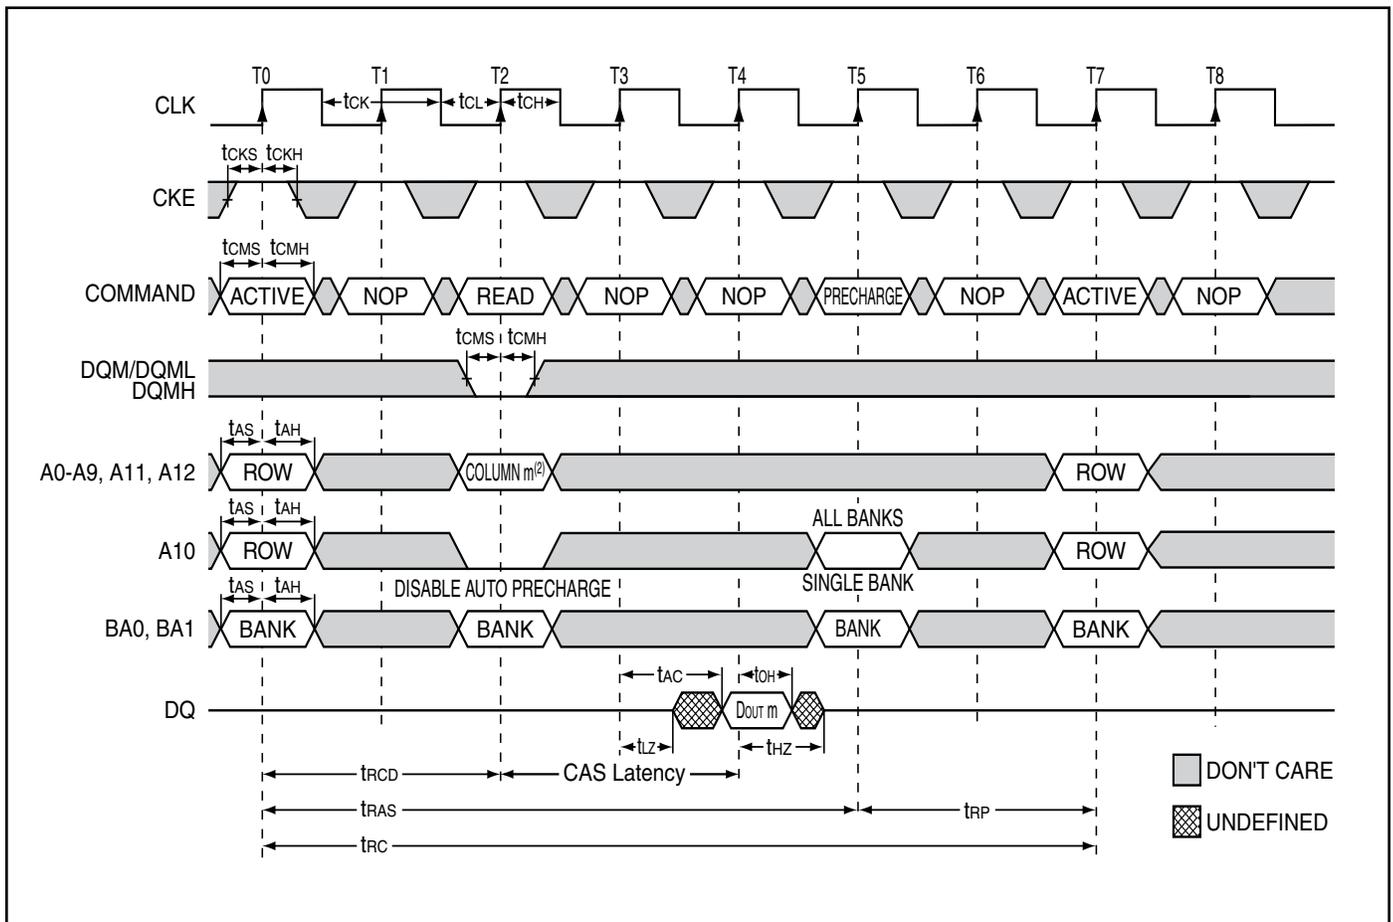 T0 T1 T2 T3 T4 T5 T6 T7 T8
CLK tCK tCL tCH
tCKS tCKH
CKE
tCMS tCMH
COMMAND ACTIVE NOP READ NOP NOP PRECHARGE NOP ACTIVE NOP
tCMS tCMH
DQM/DQML
DQMH
tAS tAH
A0-A9, A11, A12 ROW COLUMN m(2) ROW
tAS tAH ALL BANKS
A10 ROW ROW
tAS tAH DISABLE AUTO PRECHARGE SINGLE BANK
BA0, BA1 BANK BANK BANK BANK
tAC tOH
DQ DOUT m
tLZ tHZ
tRCD CAS Latency DON'T CARE
tRAS tRP
UNDEFINED
tRC